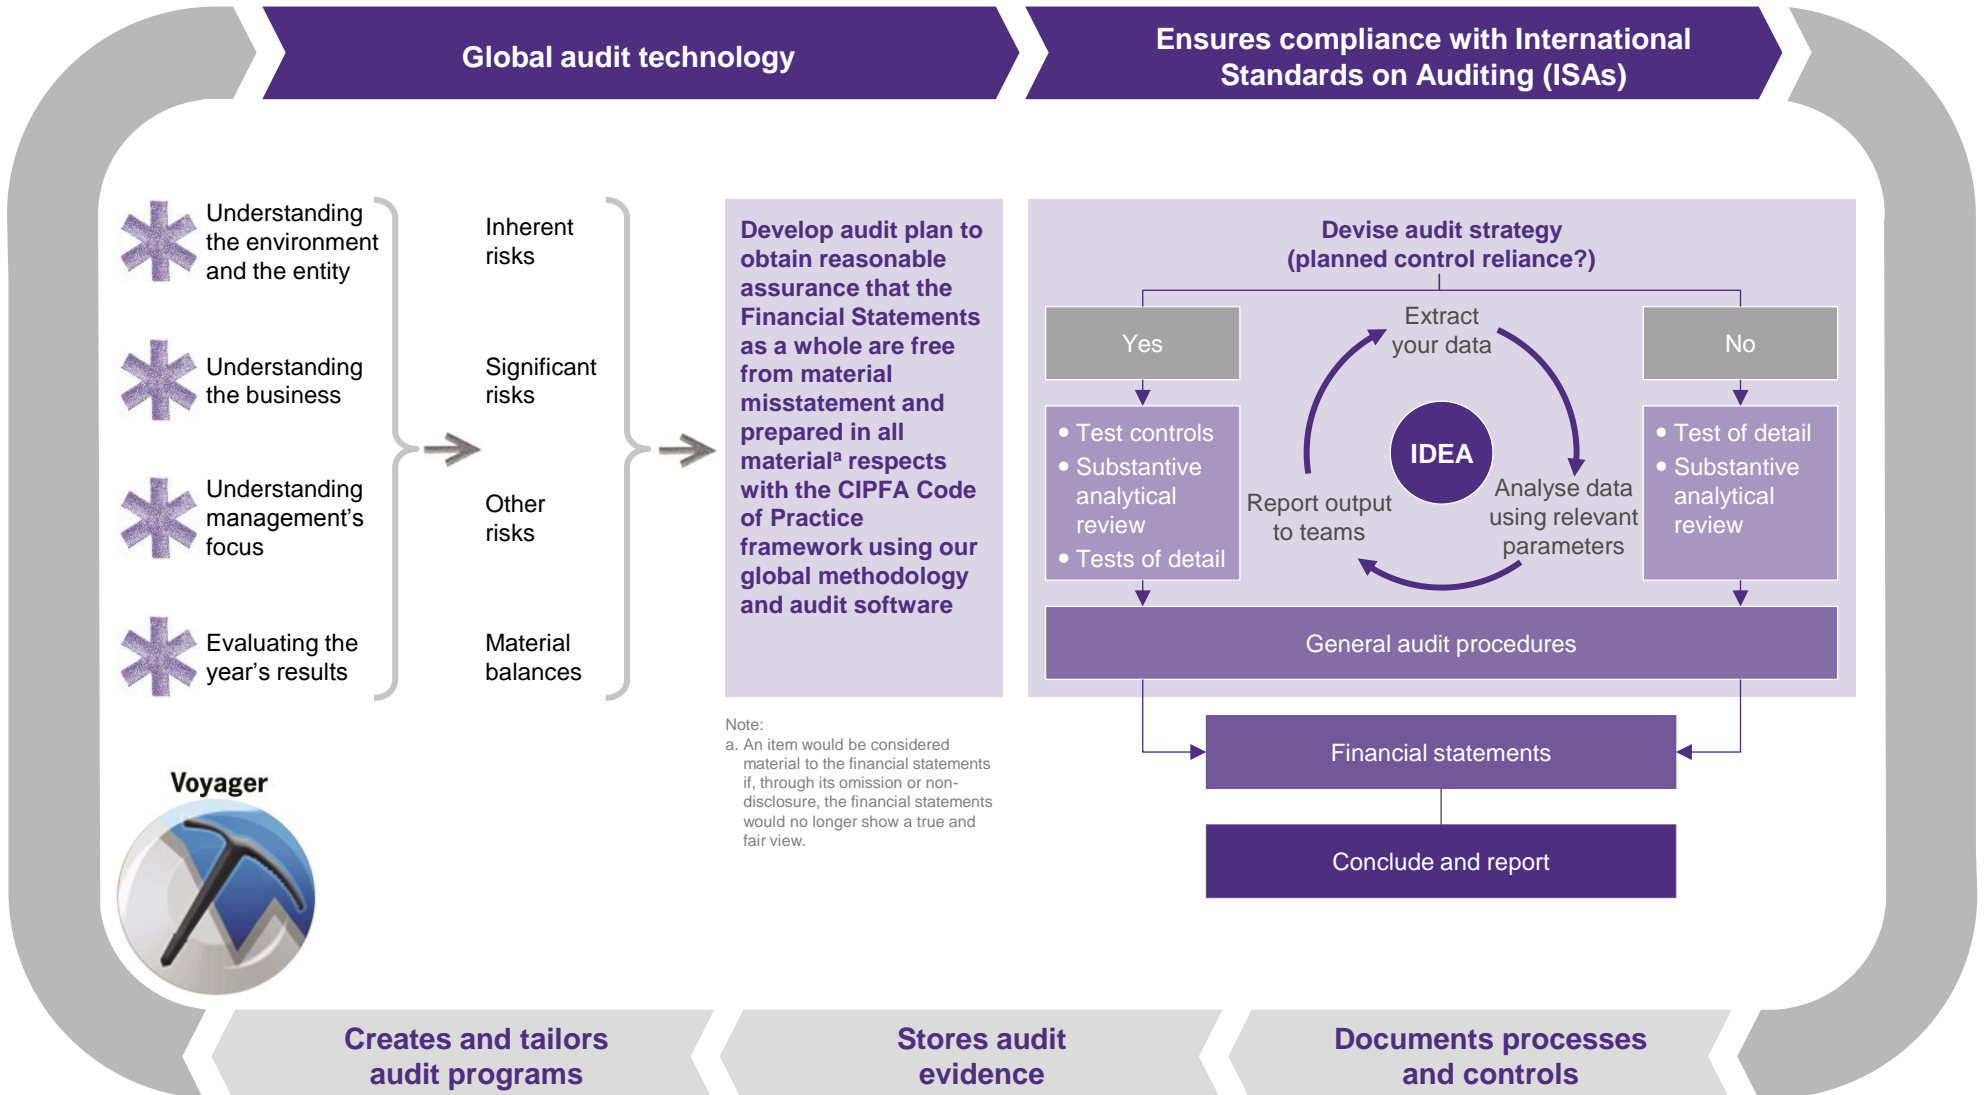 Global audit technology
Ensures compliance with International
Standards on Auditing (ISAs)
Understanding
the environment
and the entity
Understanding
the business
Understanding
management’s
focus
Evaluating the
year’s results
Inherent
risks
Significant
risks
Other
risks
Material
balances
Develop audit plan to
obtain reasonable
assurance that the
Financial Statements
as a whole are free
from material
misstatement and
prepared in all
materialᵃ respects
with the CIPFA Code
of Practice
framework using our
global methodology
and audit software
Note:
a. An item would be considered
material to the financial statements
if, through its omission or non-
disclosure, the financial statements
would no longer show a true and
fair view.
Devise audit strategy
(planned control reliance?)
Yes
• Test controls
• Substantive
analytical
review
• Tests of detail
Extract
your data
IDEA
Analyse data
using relevant
parameters
Report output
to teams
No
• Test of detail
• Substantive
analytical
review
General audit procedures
Financial statements
Conclude and report
Voyager
Creates and tailors
audit programs
Stores audit
evidence
Documents processes
and controls